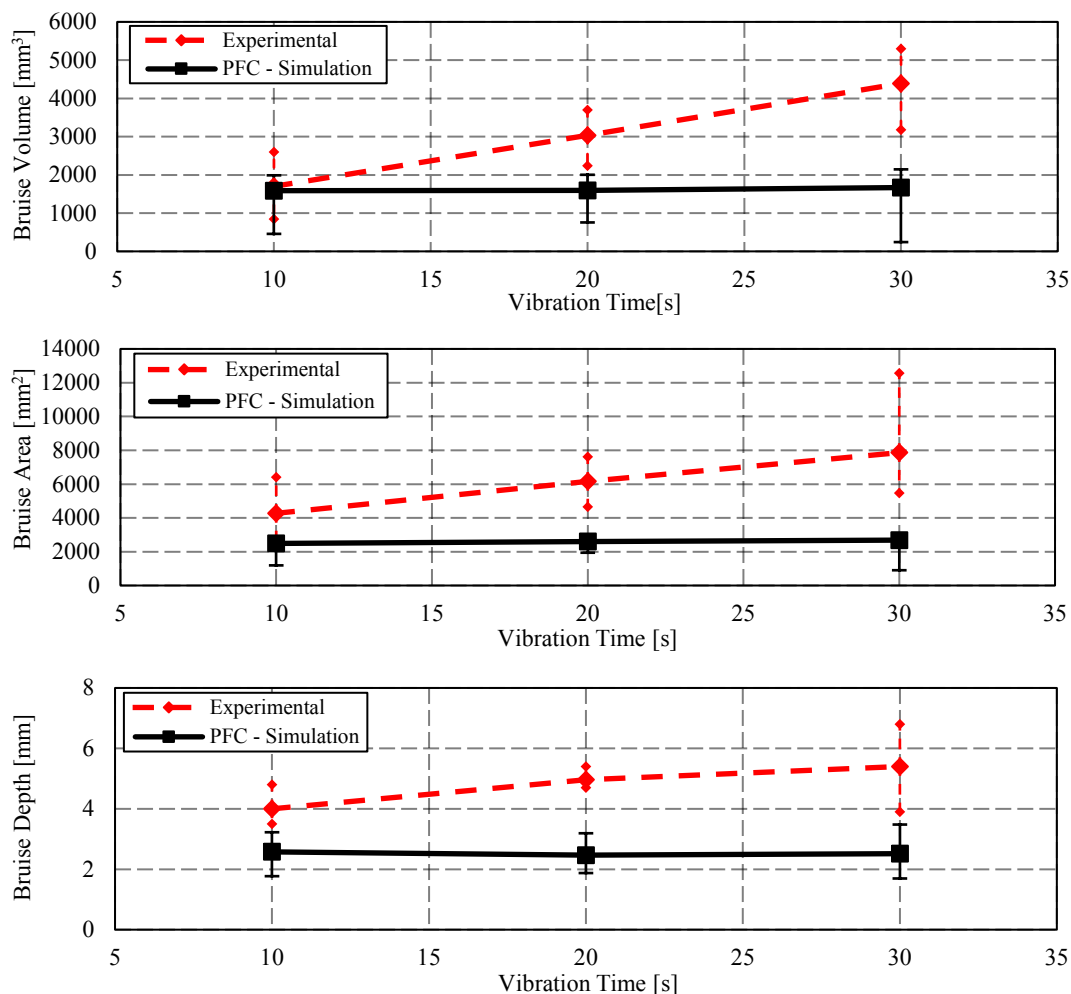 6000
5000
4000
3000
2000
1000
0
Bruise Volume [mm³]
Experimental
PFC - Simulation
5 10 15 20 25 30 35
Vibration Time[s]
14000
12000
10000
8000
6000
4000
2000
0
Bruise Area [mm²]
Experimental
PFC - Simulation
5 10 15 20 25 30 35
Vibration Time [s]
8
6
4
2
0
Bruise Depth [mm]
Experimental
PFC - Simulation
5 10 15 20 25 30 35
Vibration Time [s]